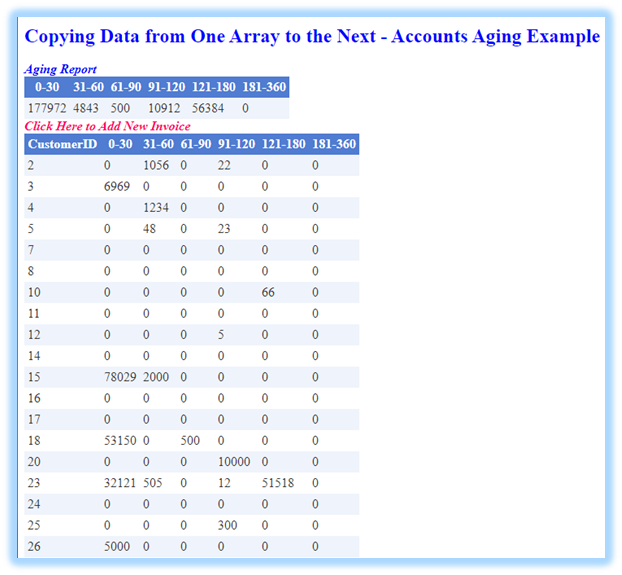 Copying Data from One Array to the Next - Accounts Aging Example
Aging Report
0-30 31-60 61-90 91-120 121-180 181-360
177972 4843 500 10912 56384 0
Click Here to Add New Invoice
CustomerID 0-30 31-60 61-90 91-120 121-180 181-360
2 0 1056 0 22 0 0
3 6969 0 0 0 0 0
4 0 1234 0 0 0 0
5 0 48 0 23 0 0
7 0 0 0 0 0 0
8 0 0 0 0 0 0
10 0 0 0 0 66 0
11 0 0 0 0 0 0
12 0 0 0 5 0 0
14 0 0 0 0 0 0
15 78029 2000 0 0 0 0
16 0 0 0 0 0 0
17 0 0 0 0 0 0
18 53150 0 500 0 0 0
20 0 0 0 10000 0 0
23 32121 505 0 12 51518 0
24 0 0 0 0 0 0
25 0 0 0 300 0 0
26 5000 0 0 0 0 0